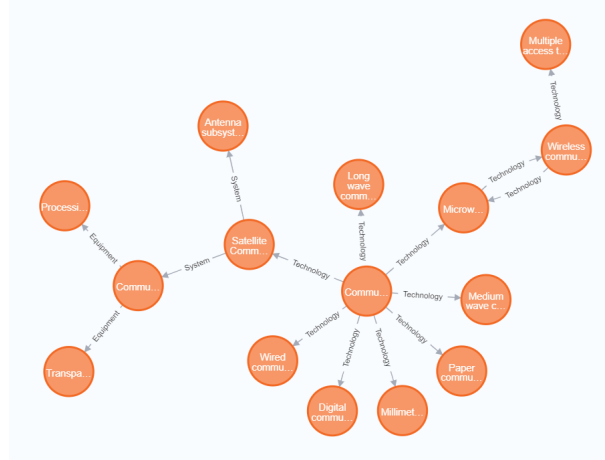 Multiple
access t...
Technology
Wireless
commu...
Technology
Technology
Antenna
subsyst...
System
Long
wave
comm...
Technology
Microw...
Technology
Processi...
Equipment
Satellite
Comm...
System
Technology
Commu...
Commu...
Technology
Medium
wave c...
Equipment
Transpa...
Technology
Wired
commu...
Technology
Digital
commu...
Technology
Millimet...
Technology
Paper
commu...